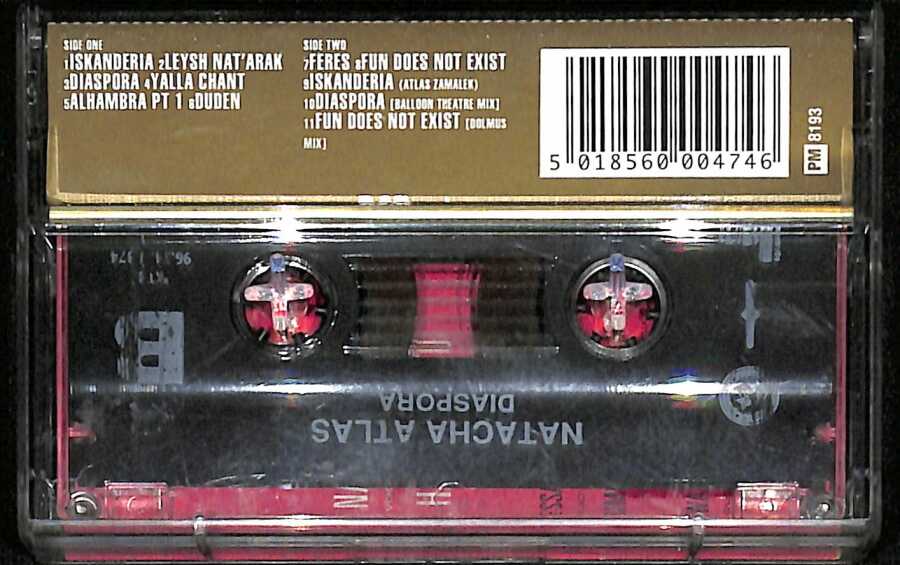 SIDE ONE
1ISKANDERIA 2LEYSH NAT'ARAK
3DIASPORA 4YALLA CHANT
5ALHAMBRA PT 1 6DUDEN
SIDE TWO
7FERES 8FUN DOES NOT EXIST
9ISKANDERIA (ATLAS ZAMALEK)
10DIASPORA [BALLOON THEATRE MIX]
11FUN DOES NOT EXIST [DOLMUS
MIX]
5 018560 004746
PM 8193
NATACHA ATLAS
DIASPORA